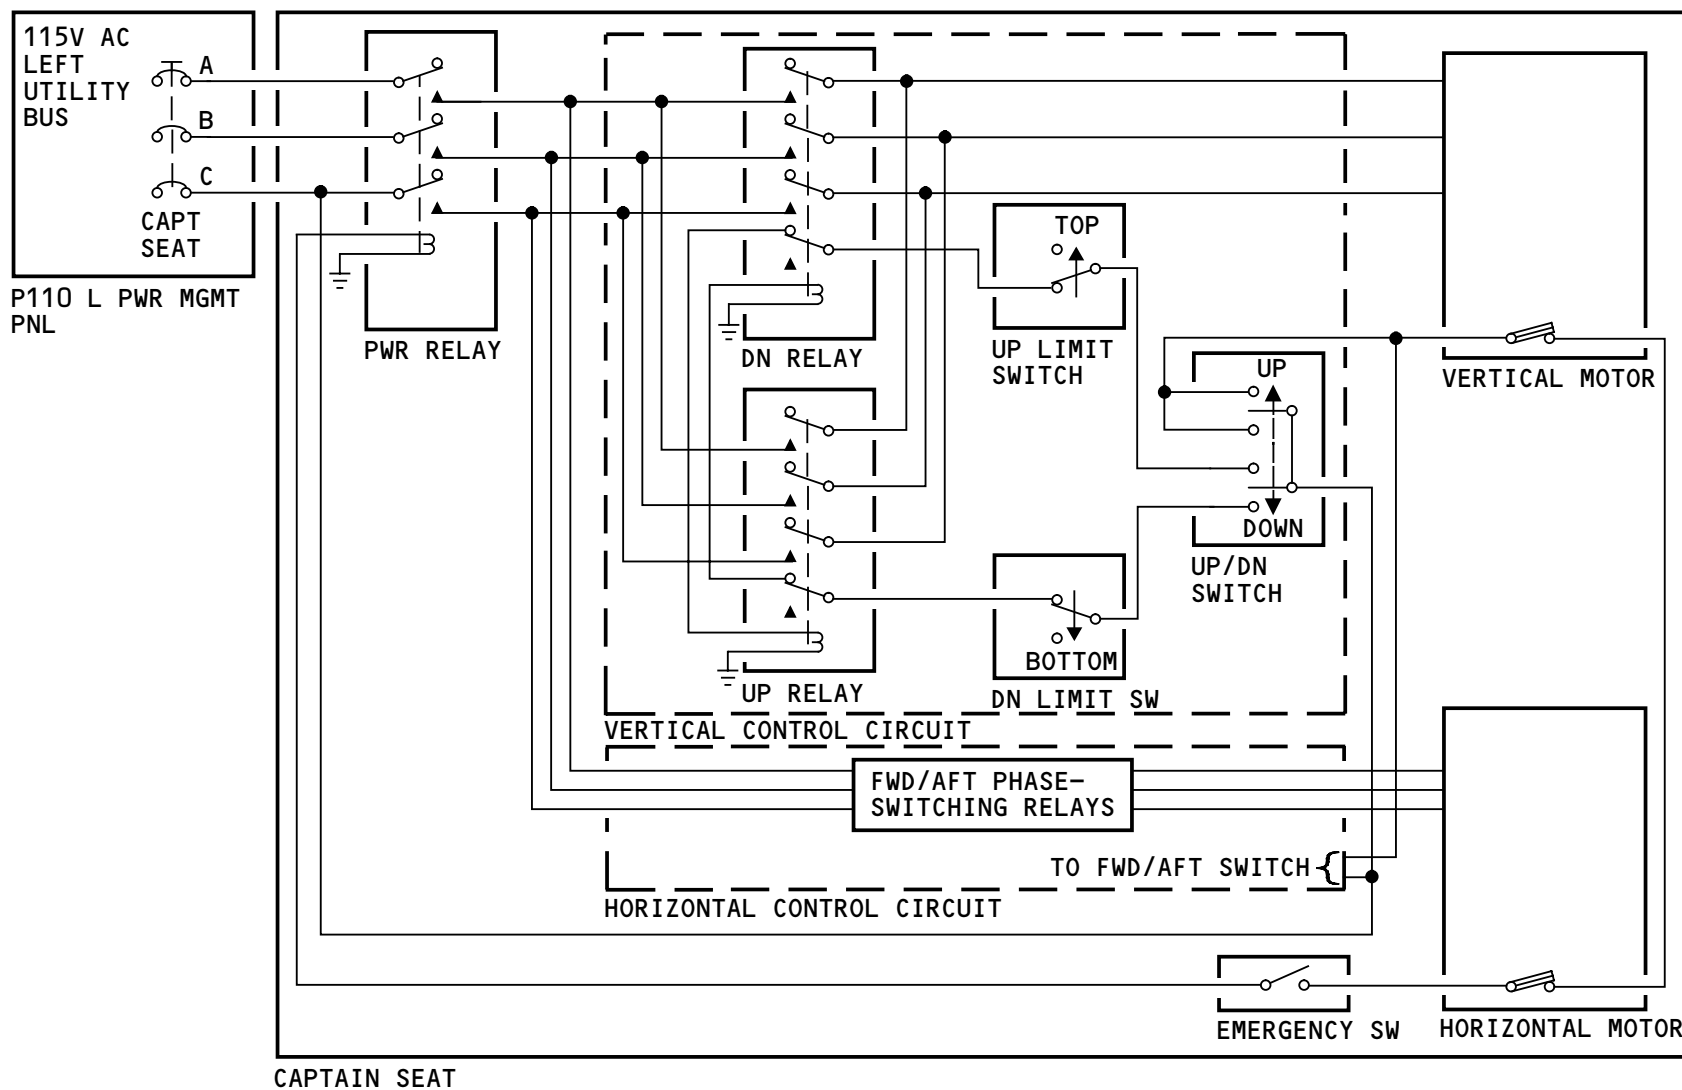 115V AC
LEFT
UTILITY
BUS
A
B
C
CAPT
SEAT
P110 L PWR MGMT
PNL
PWR RELAY
DN RELAY
TOP
UP LIMIT
SWITCH
UP
DOWN
UP/DN
SWITCH
VERTICAL MOTOR
UP RELAY
BOTTOM
DN LIMIT SW
VERTICAL CONTROL CIRCUIT
FWD/AFT PHASE-
SWITCHING RELAYS
TO FWD/AFT SWITCH
HORIZONTAL CONTROL CIRCUIT
EMERGENCY SW
HORIZONTAL MOTOR
CAPTAIN SEAT